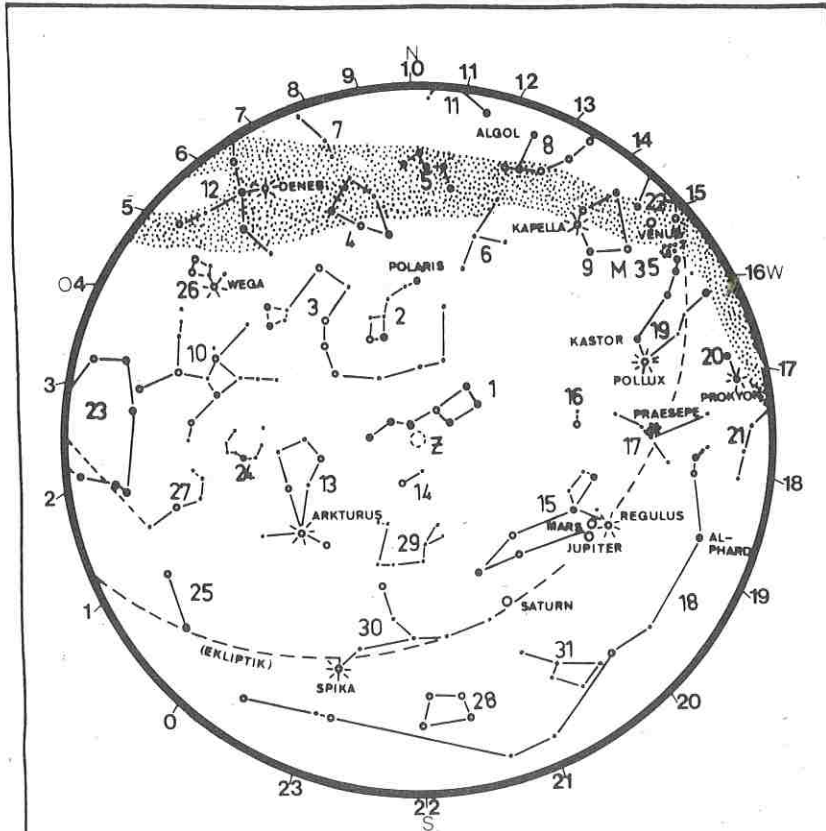 N
10
9
11
8
12
7
13
11
7
ALGOL
8
14
6
5
12
DENEB
5
22
15
KAPELLA
VENUS
4
6
9
M 35
O4
26
WEGA
POLARIS
16W
3
2
KASTOR
19
10
POLLUX
20
17
3
PROKYON
23
1
16
PRAESEPE
Z
17
21
24
2
27
13
14
18
ARKTURUS
15
MARS
REGULUS
JUPITER
29
AL-
PHARD
25
SATURN
18
19
1
30
(EKLIPTIK)
31
SPIKA
28
20
0
21
23
22
S